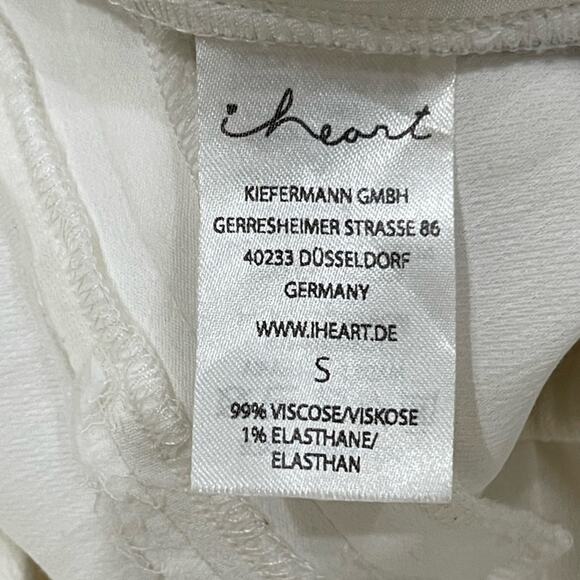 iheart
KIEFERMANN GMBH
GERRESHEIMER STRASSE 86
40233 DÜSSELDORF
GERMANY
WWW.IHEART.DE
S
99% VISCOSE/VISKOSE
1% ELASTHANE/
ELASTHAN